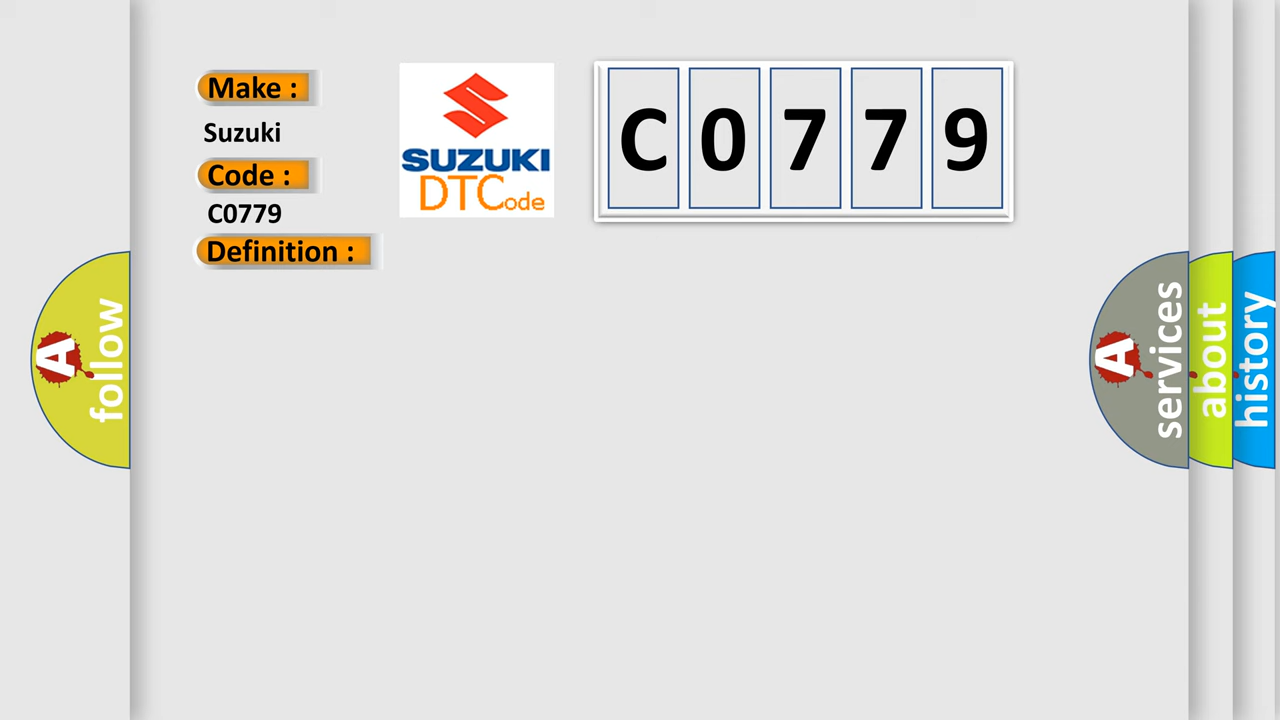 Make :
Suzuki
Code :
C0779
Definition :
SUZUKI
DTCode
C0779
A follow
A services
about
history